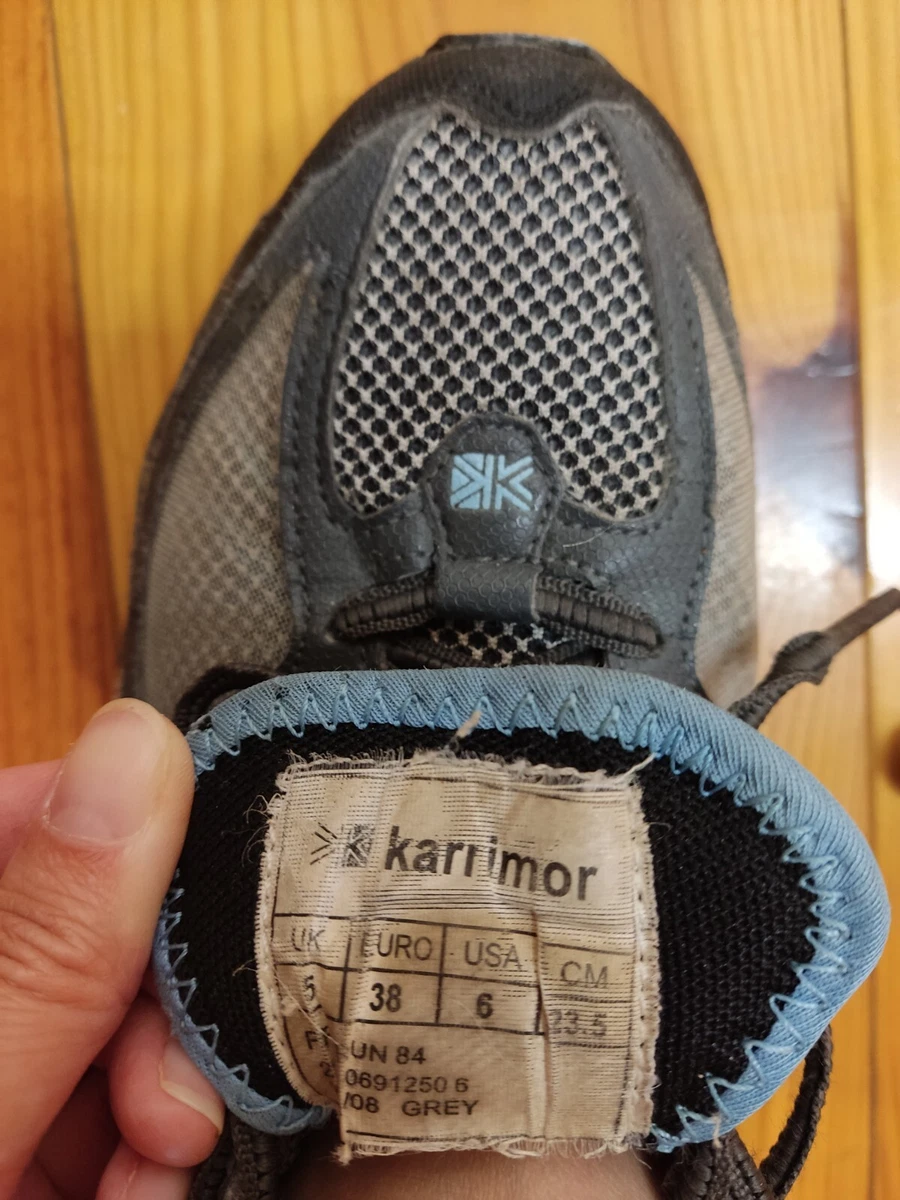 karrimor
UK EURO USA CM
5 38 6 23.5
UN 84
0691250 6
/08 GREY